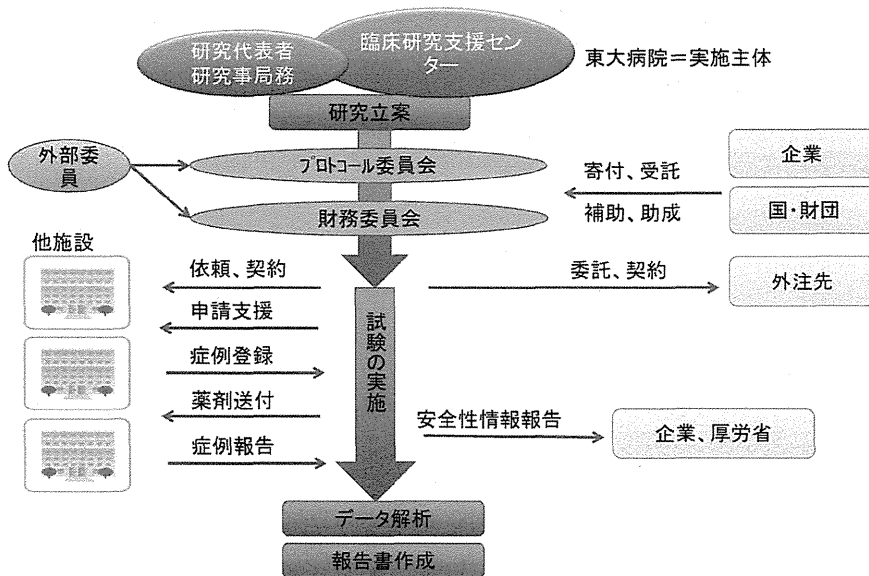 研究代表者
研究事局務
臨床研究支援セン
ター
東大病院＝実施主体
研究立案
外部委
員
プロトコール委員会
財務委員会
寄付、受託
補助、助成
企業
国・財団
他施設
依頼、契約
委託、契約
外注先
申請支援
症例登録
試験の実施
薬剤送付
安全性情報報告
企業、厚労省
症例報告
データ解析
報告書作成